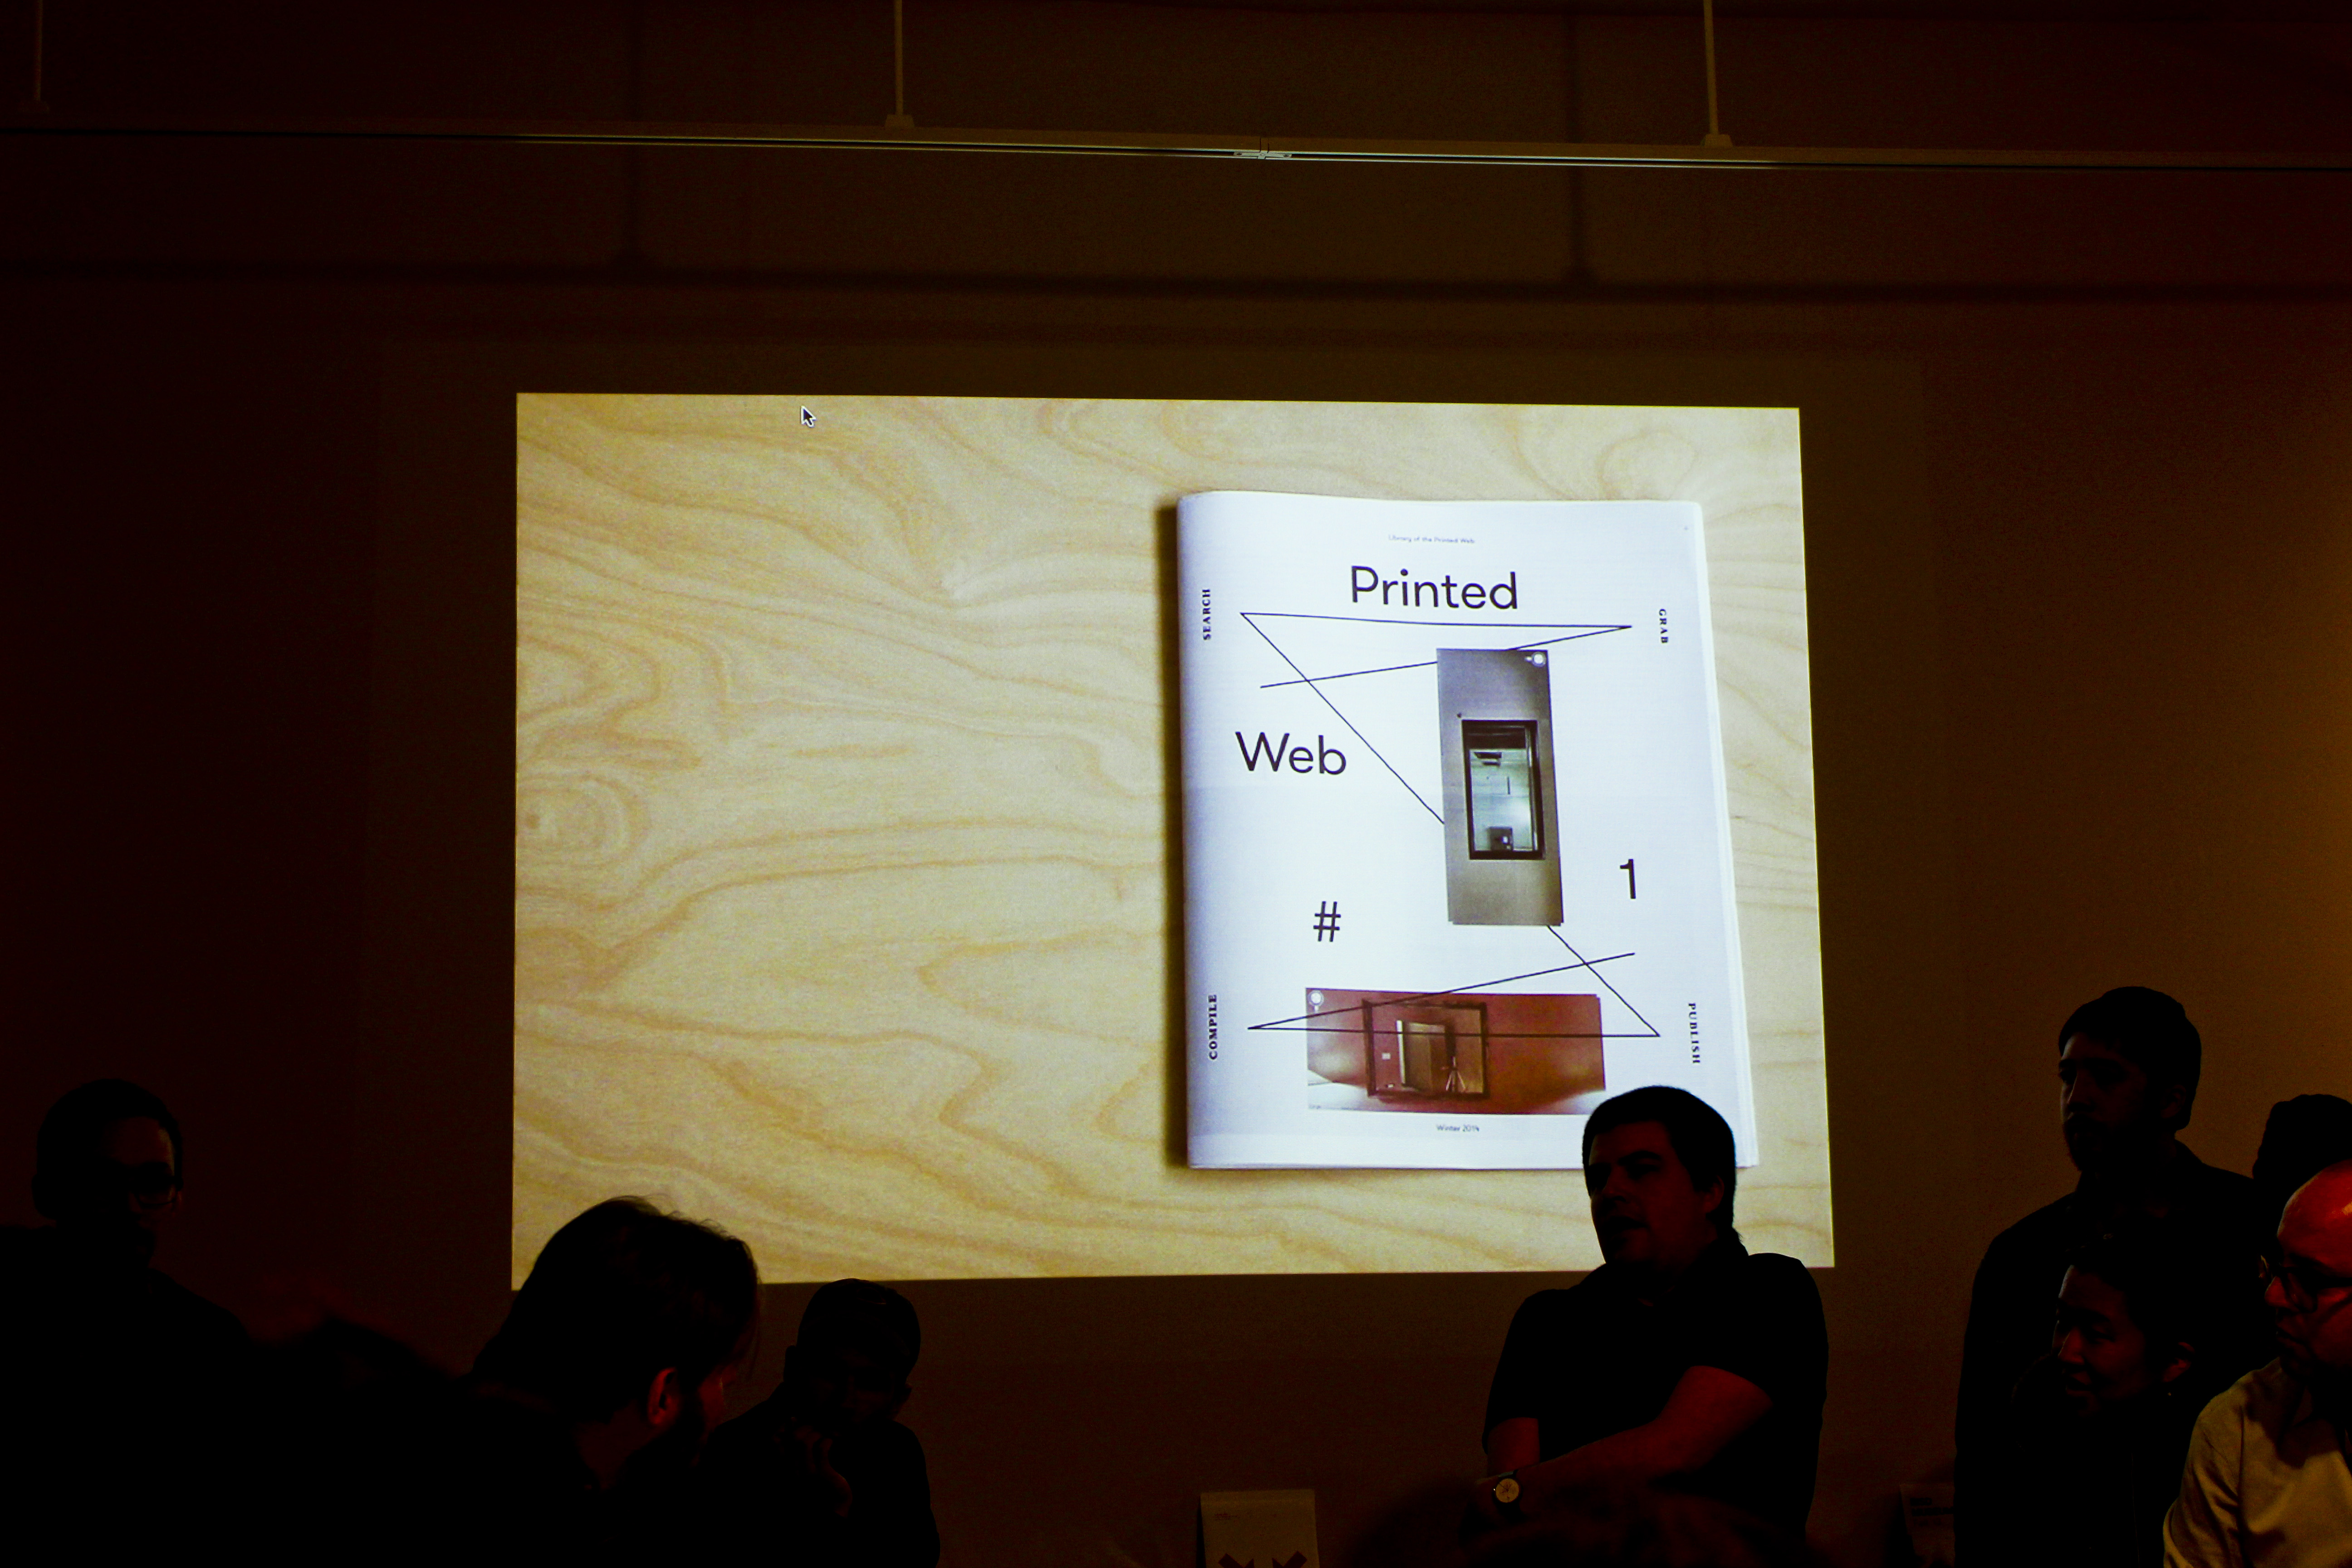 Library of the Printed Web
Printed
SEARCH
GRAB
Web
1
#
COMPILE
PUBLISH
Winter 2014